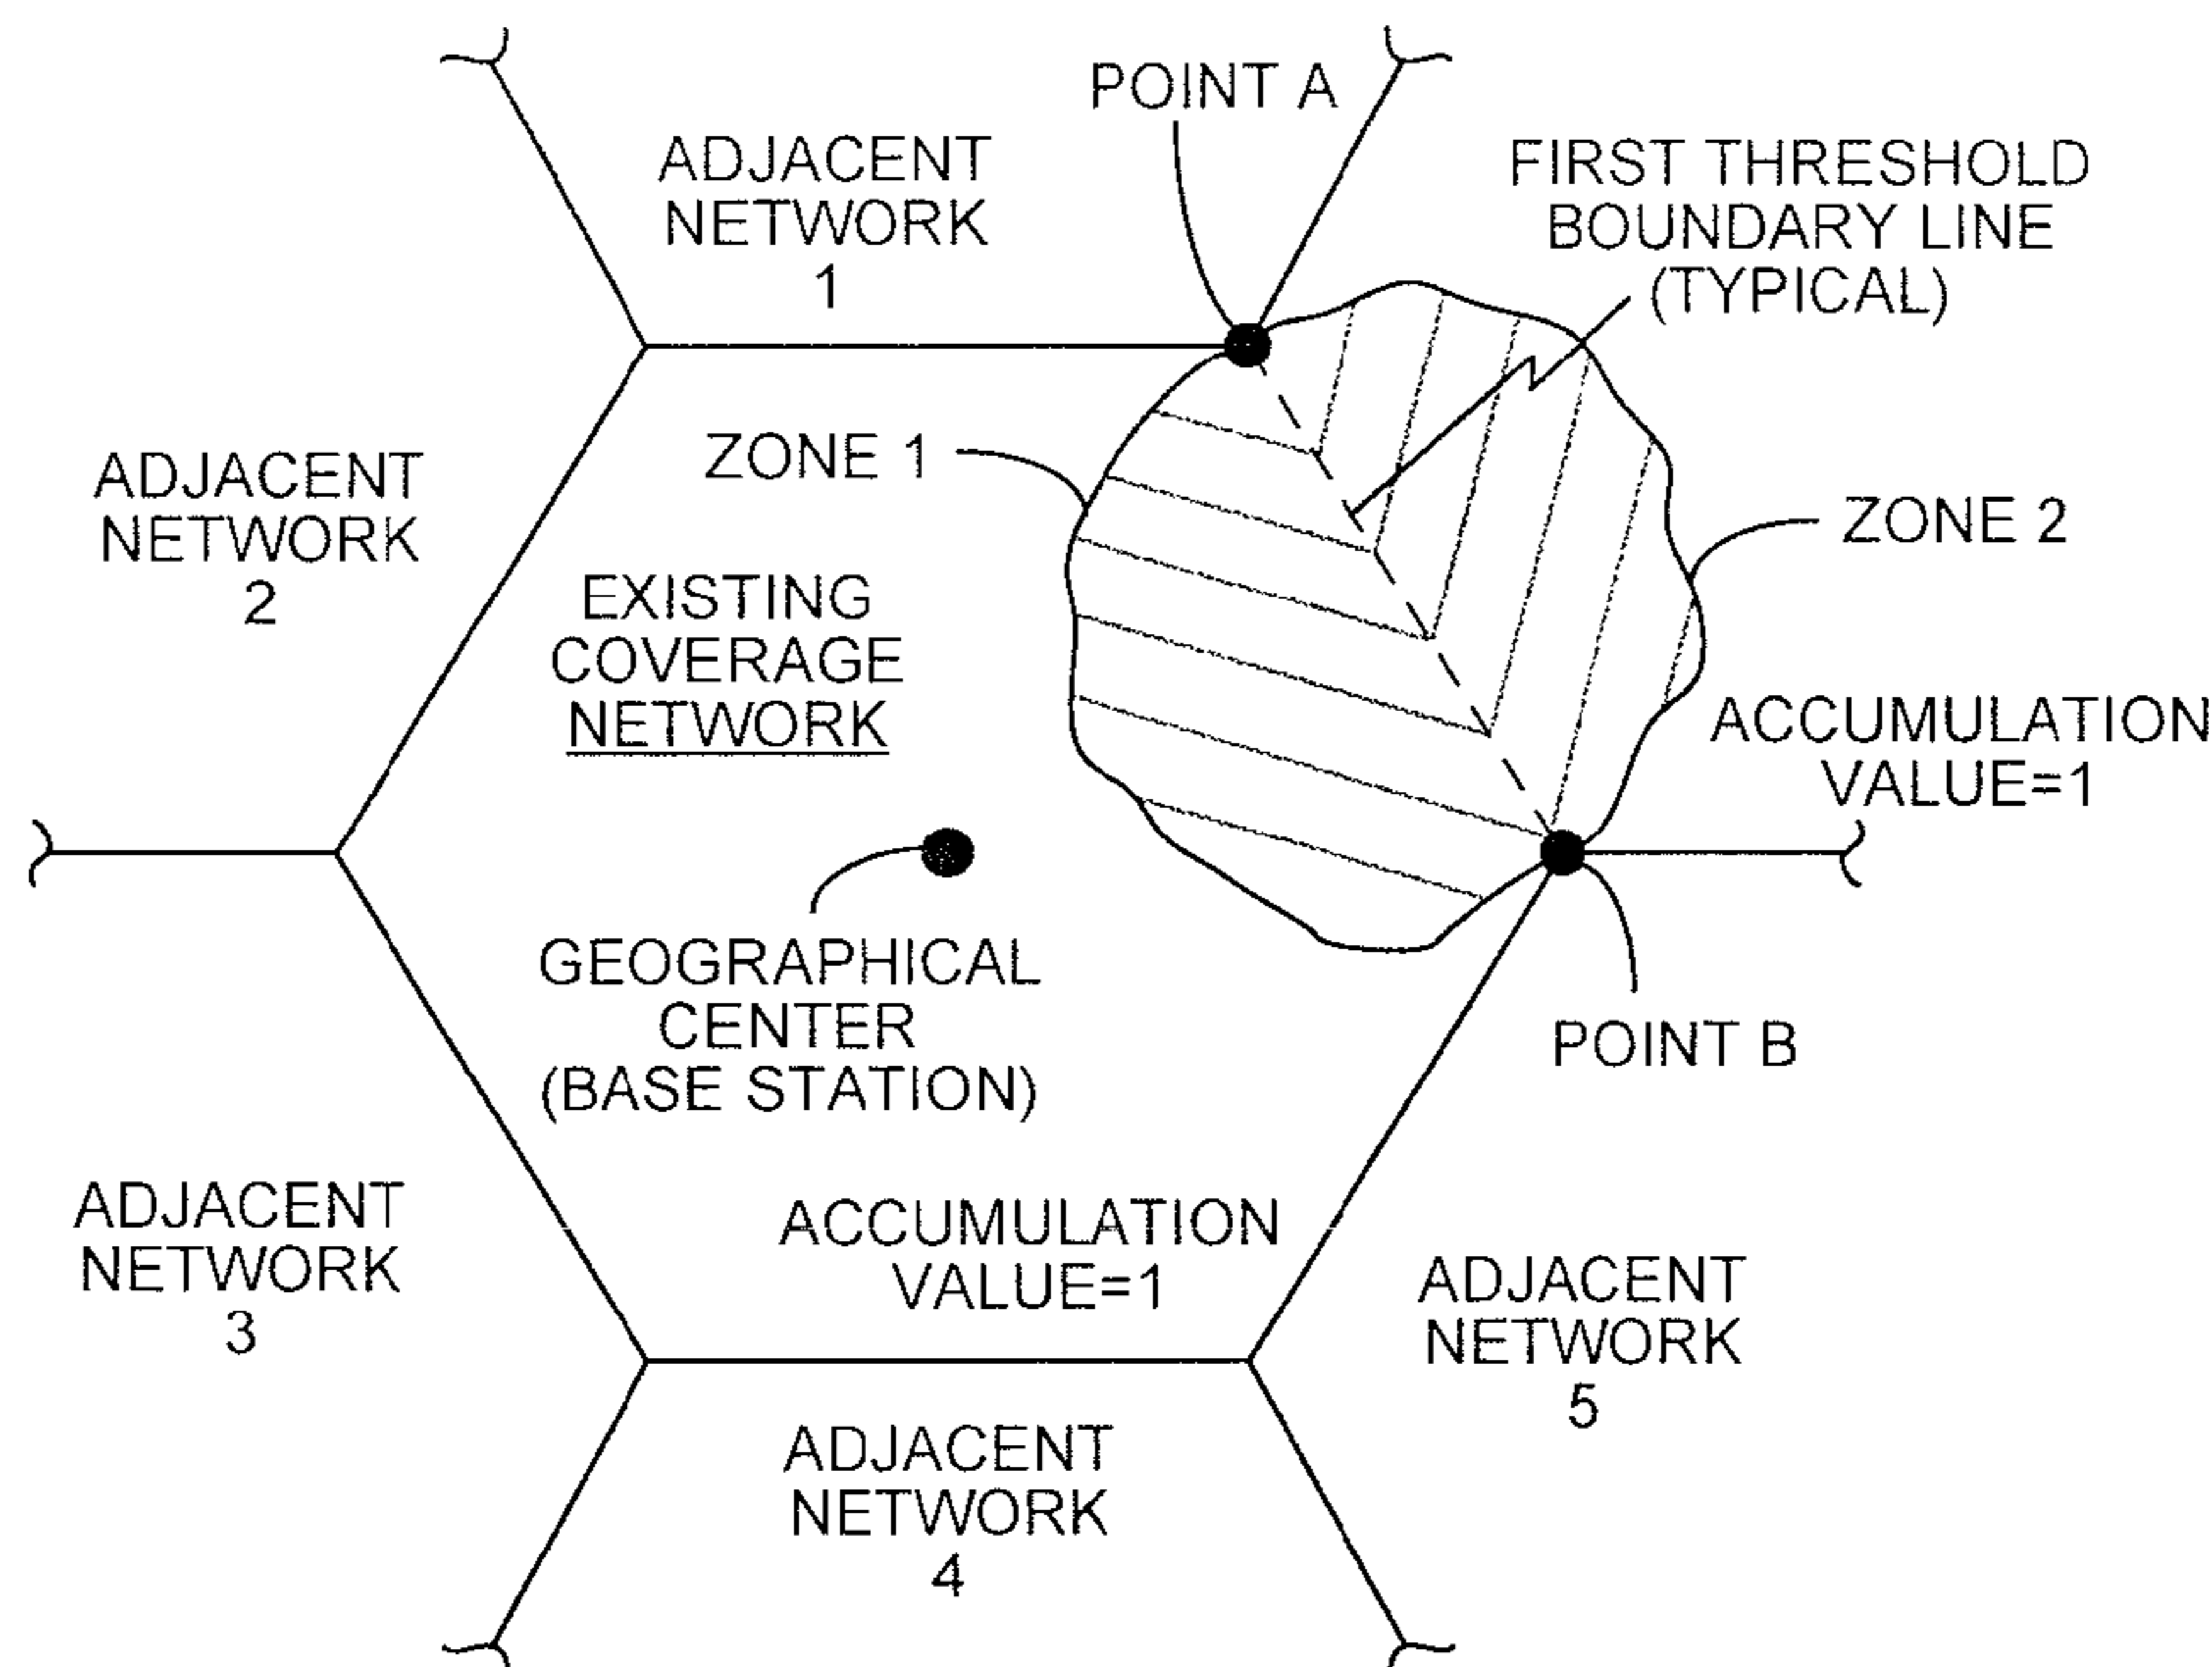 POINT A
ADJACENT
NETWORK
1
FIRST THRESHOLD
BOUNDARY LINE
(TYPICAL)
ZONE 1
ADJACENT
NETWORK
2
ZONE 2
EXISTING
COVERAGE
NETWORK
ACCUMULATION
VALUE=1
GEOGRAPHICAL
CENTER
(BASE STATION)
POINT B
ADJACENT
NETWORK
3
ACCUMULATION
VALUE=1
ADJACENT
NETWORK
5
ADJACENT
NETWORK
4